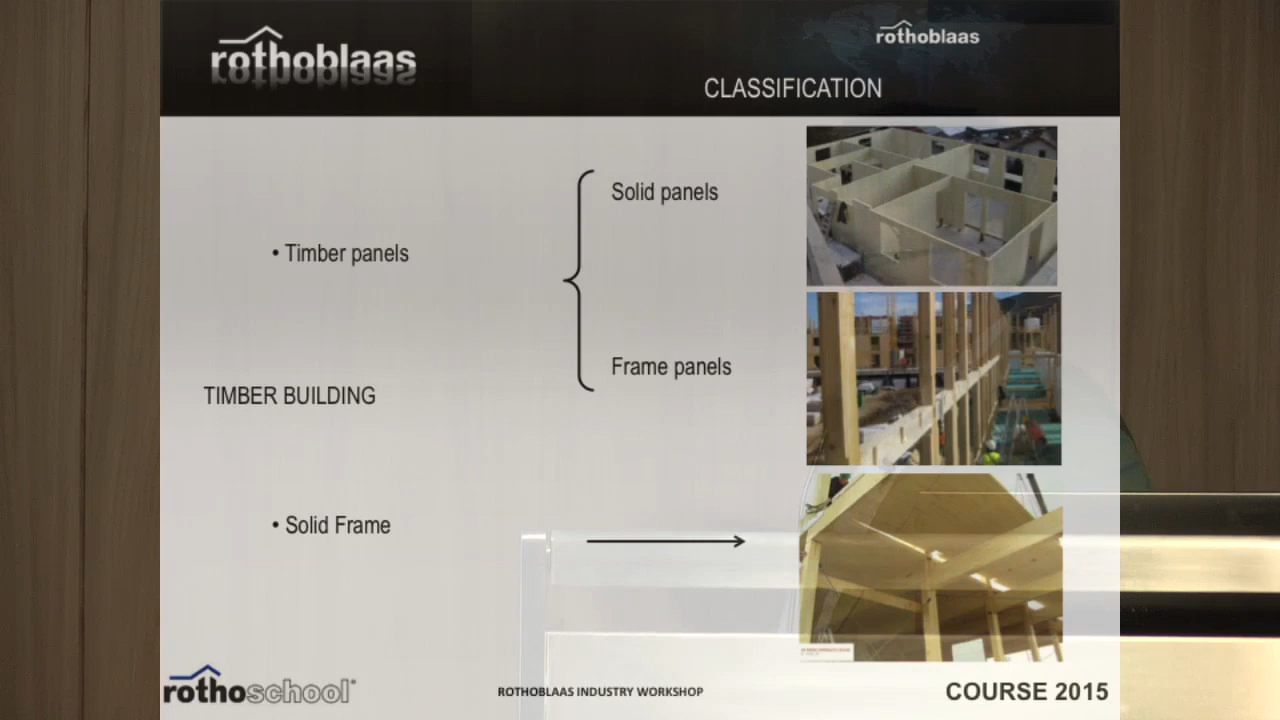 rothoblaas
rothoblaas
CLASSIFICATION
Solid panels
• Timber panels
Frame panels
TIMBER BUILDING
• Solid Frame
rothoschool
ROTHOBLAAS INDUSTRY WORKSHOP
COURSE 2015